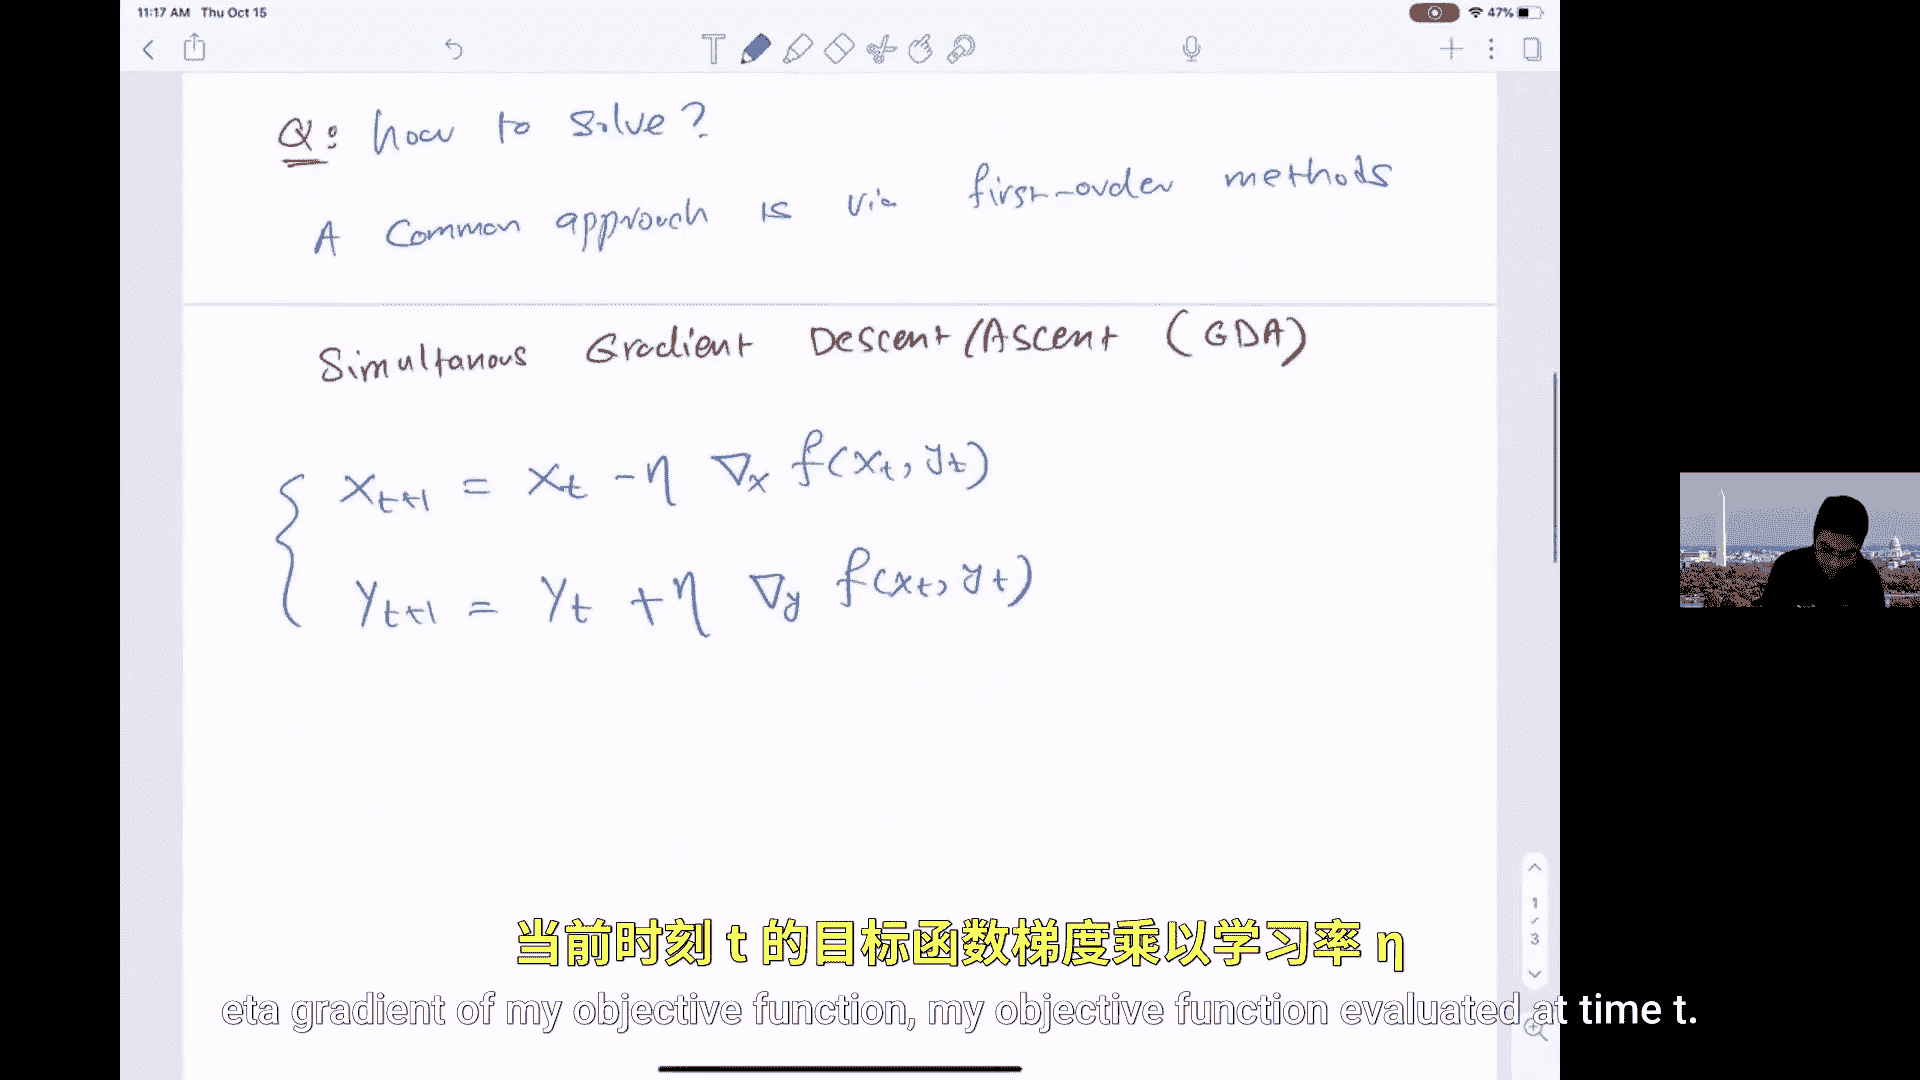 11:17 AM Thu Oct 15
47%
Q: how to solve?
A common approach is via first-order methods
Simultanous Gradient Descent/Ascent (GDA)
x_{t+1} = x_t - η ∇_x f(x_t, y_t)
y_{t+1} = y_t + η ∇_y f(x_t, y_t)
1
/
3
当前时刻 t 的目标函数梯度乘以学习率 η
eta gradient of my objective function, my objective function evaluated at time t.